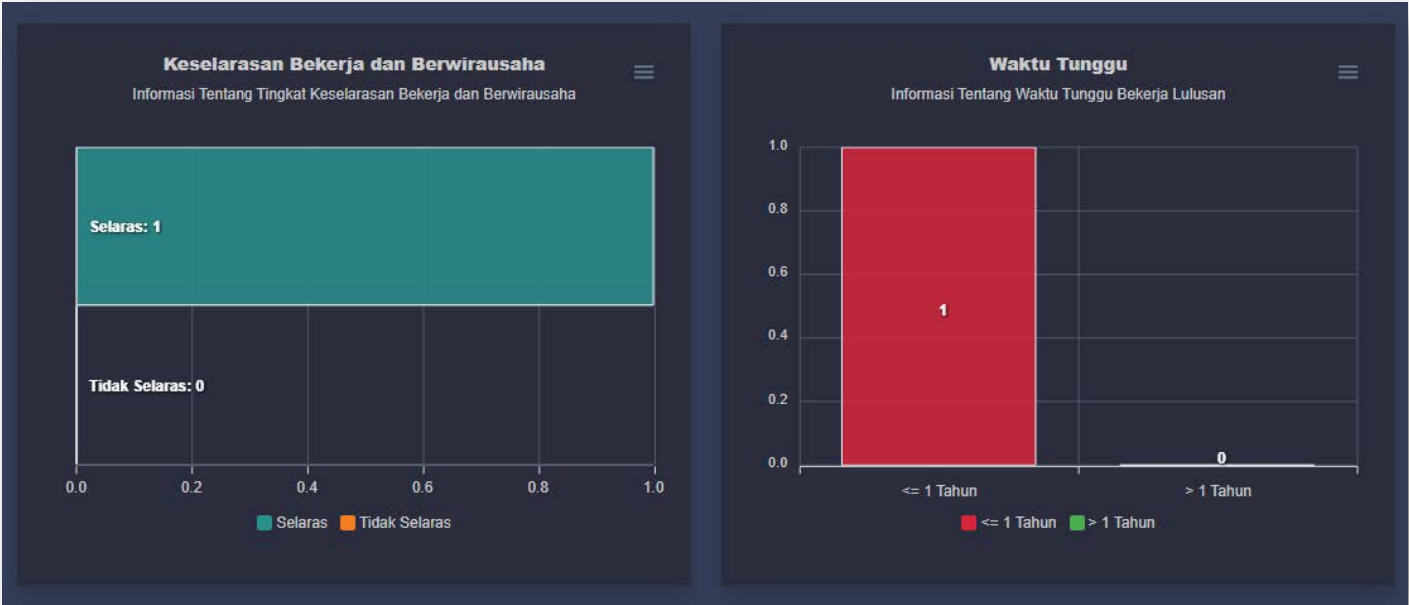 Keselarasan Bekerja dan Berwirausaha
Informasi Tentang Tingkat Keselarasan Bekerja dan Berwirausaha
Selaras: 1
Tidak Selaras: 0
0.0 0.2 0.4 0.6 0.8 1.0
Selaras Tidak Selaras
Waktu Tunggu
Informasi Tentang Waktu Tunggu Bekerja Lulusan
1.0
0.8
0.6
1
0.4
0.2
0.0
0
<= 1 Tahun > 1 Tahun
<= 1 Tahun > 1 Tahun